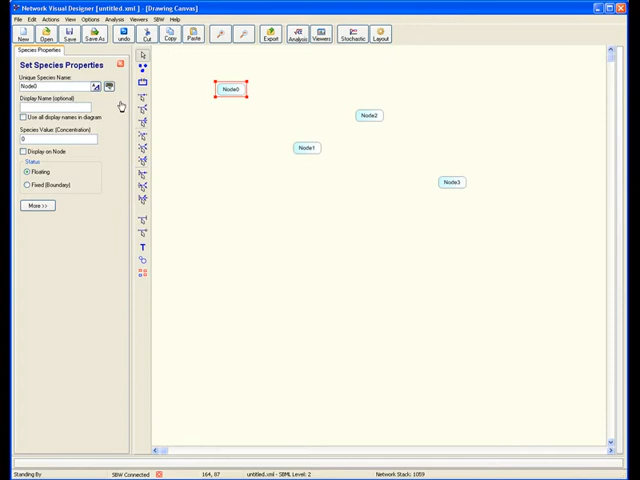 Network Visual Designer [untitled.xml ] - [Drawing Canvas]
File Edit Actions Options Analysis Viewers SBW Help
New Open Save Save As undo Cut Copy Paste Export Analysis Viewers Stochastic Layout
Species Properties
Set Species Properties
Unique Species Name:
Node0
Display Name (optional)
Use all display names in diagram
Species Value: (Concentration)
0
Display on Node
Status
Floating
Fixed (Boundary)
More >>
Node0
Node2
Node1
Node3
T
Standing By SBW Connected 164, 87 untitled.xml - SBML Level: 2 Network Stack: 1059